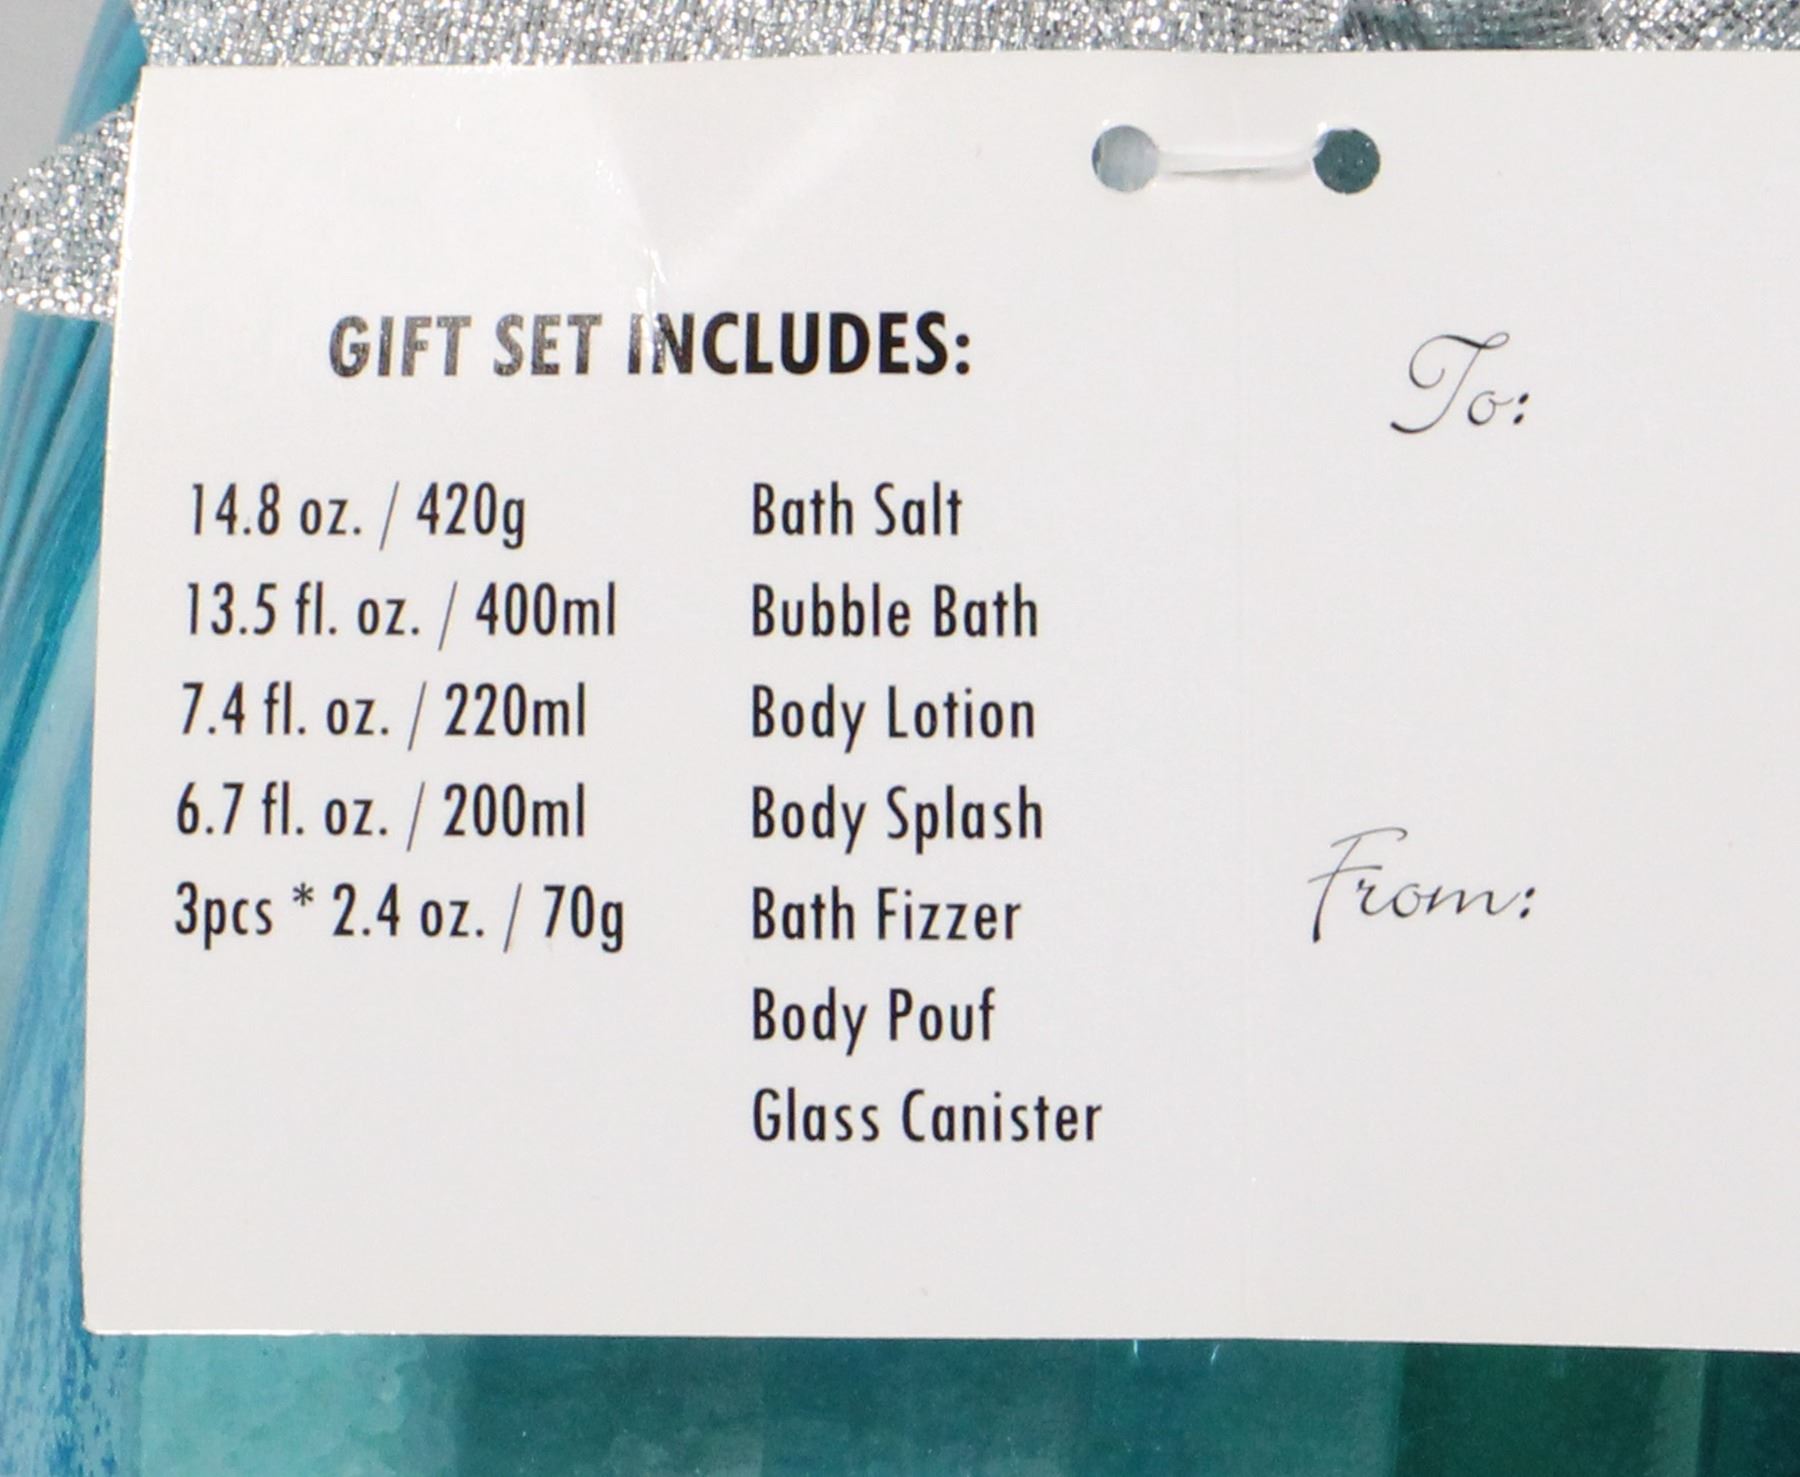 GIFT SET INCLUDES:
14.8 oz. / 420g Bath Salt
13.5 fl. oz. / 400ml Bubble Bath
7.4 fl. oz. / 220ml Body Lotion
6.7 fl. oz. / 200ml Body Splash
3pcs * 2.4 oz. / 70g Bath Fizzer
Body Pouf
Glass Canister
To:
From: